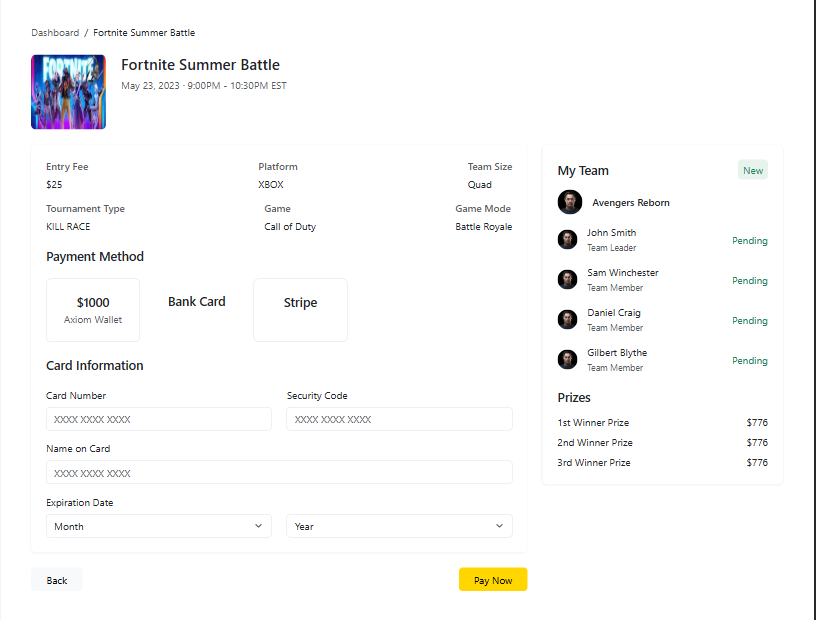 Dashboard / Fortnite Summer Battle
FORTNITE
Fortnite Summer Battle
May 23, 2023 · 9:00PM - 10:30PM EST
Entry Fee Platform Team Size
$25 XBOX Quad
Tournament Type Game Game Mode
KILL RACE Call of Duty Battle Royale
Payment Method
$1000 Bank Card Stripe
Axiom Wallet
Card Information
Card Number Security Code
XXXX XXXX XXXX XXXX XXXX XXXX
Name on Card
XXXX XXXX XXXX
Expiration Date
Month Year
Back Pay Now
My Team New
Avengers Reborn
John Smith
Team Leader Pending
Sam Winchester
Team Member Pending
Daniel Craig
Team Member Pending
Gilbert Blythe
Team Member Pending
Prizes
1st Winner Prize $776
2nd Winner Prize $776
3rd Winner Prize $776